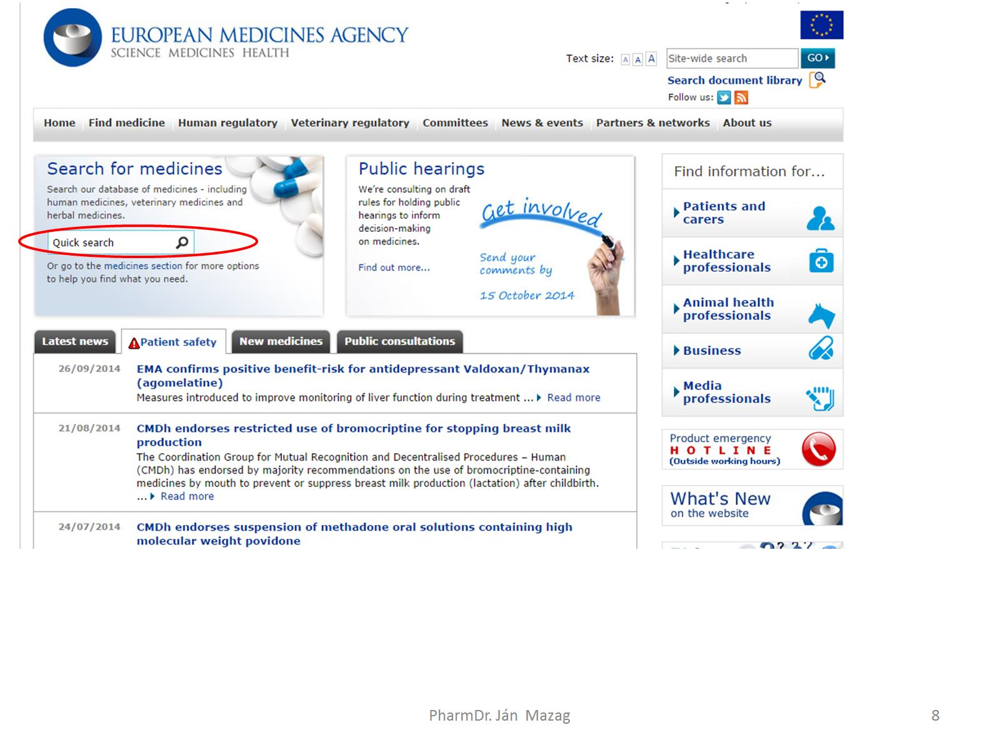 EUROPEAN MEDICINES AGENCY
SCIENCE MEDICINES HEALTH
Text size: A A A
Site-wide search
GO
Search document library
Follow us:
Home
Find medicine
Human regulatory
Veterinary regulatory
Committees
News & events
Partners & networks
About us
Search for medicines
Search our database of medicines - including
human medicines, veterinary medicines and
herbal medicines.
Quick search
Or go to the medicines section for more options
to help you find what you need.
Public hearings
We're consulting on draft
rules for holding public
hearings to inform
decision-making
on medicines.
Find out more...
Get involved
Send your
comments by
15 October 2014
Find information for...
Patients and
carers
Healthcare
professionals
Animal health
professionals
Business
Media
professionals
Product emergency
HOTLINE
(Outside working hours)
What's New
on the website
Latest news
Patient safety
New medicines
Public consultations
26/09/2014
EMA confirms positive benefit-risk for antidepressant Valdoxan/Thymanax
(agomelatine)
Measures introduced to improve monitoring of liver function during treatment ... Read more
21/08/2014
CMDh endorses restricted use of bromocriptine for stopping breast milk
production
The Coordination Group for Mutual Recognition and Decentralised Procedures – Human
(CMDh) has endorsed by majority recommendations on the use of bromocriptine-containing
medicines by mouth to prevent or suppress breast milk production (lactation) after childbirth.
... Read more
24/07/2014
CMDh endorses suspension of methadone oral solutions containing high
molecular weight povidone
PharmDr. Ján Mazag
8